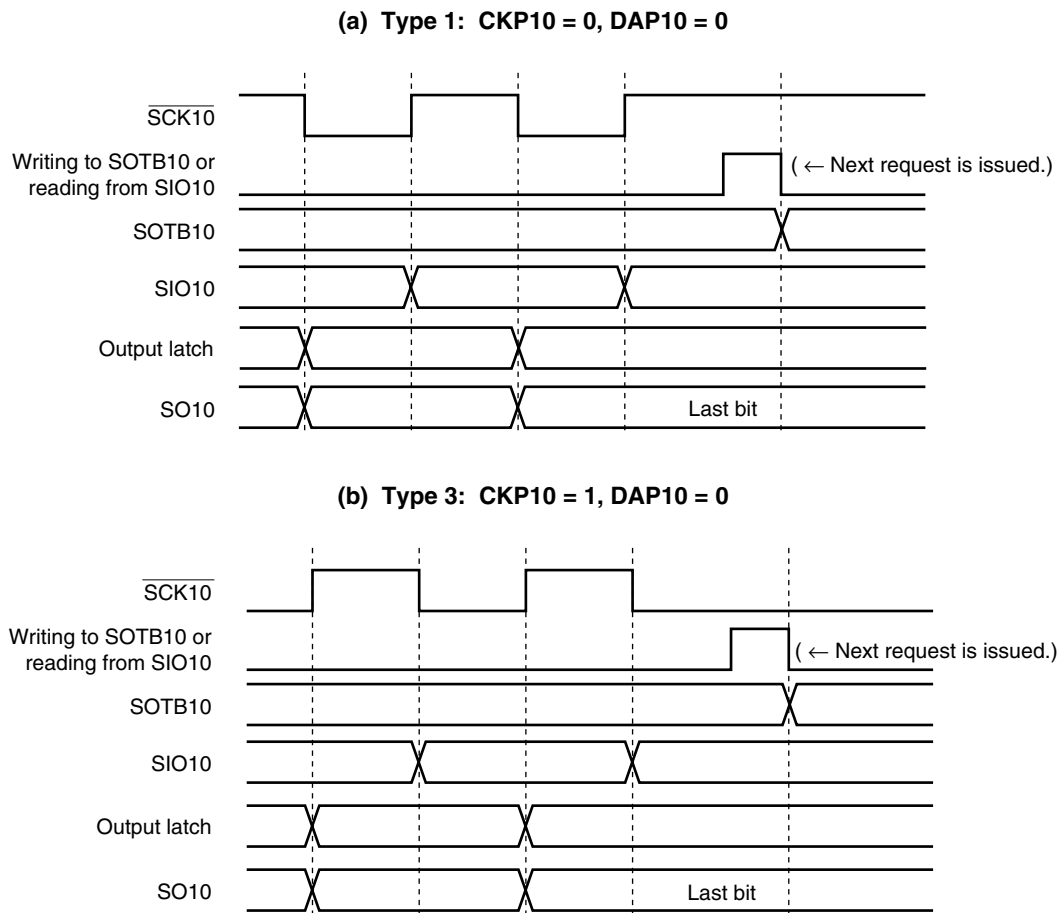 (a) Type 1: CKP10 = 0, DAP10 = 0
SCK10
Writing to SOTB10 or
reading from SIO10
( ← Next request is issued.)
SOTB10
SIO10
Output latch
SO10
Last bit
(b) Type 3: CKP10 = 1, DAP10 = 0
SCK10
Writing to SOTB10 or
reading from SIO10
( ← Next request is issued.)
SOTB10
SIO10
Output latch
SO10
Last bit